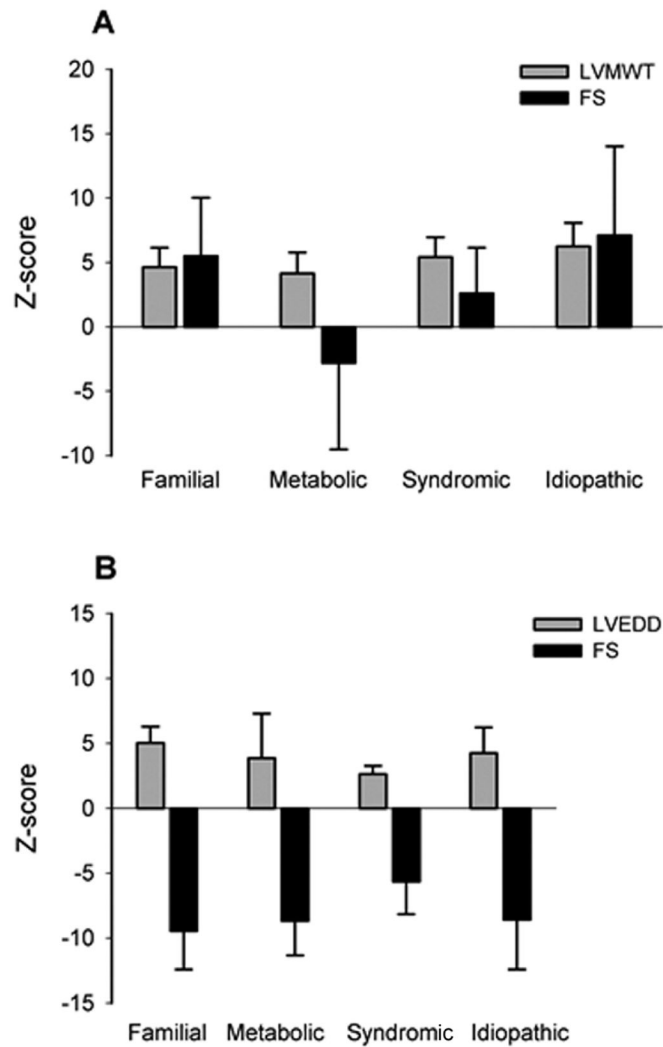 A
20
15
10
5
0
-5
-10
Z-score
LVMWT
FS
Familial Metabolic Syndromic Idiopathic
B
15
10
5
0
-5
-10
-15
Z-score
LVEDD
FS
Familial Metabolic Syndromic Idiopathic